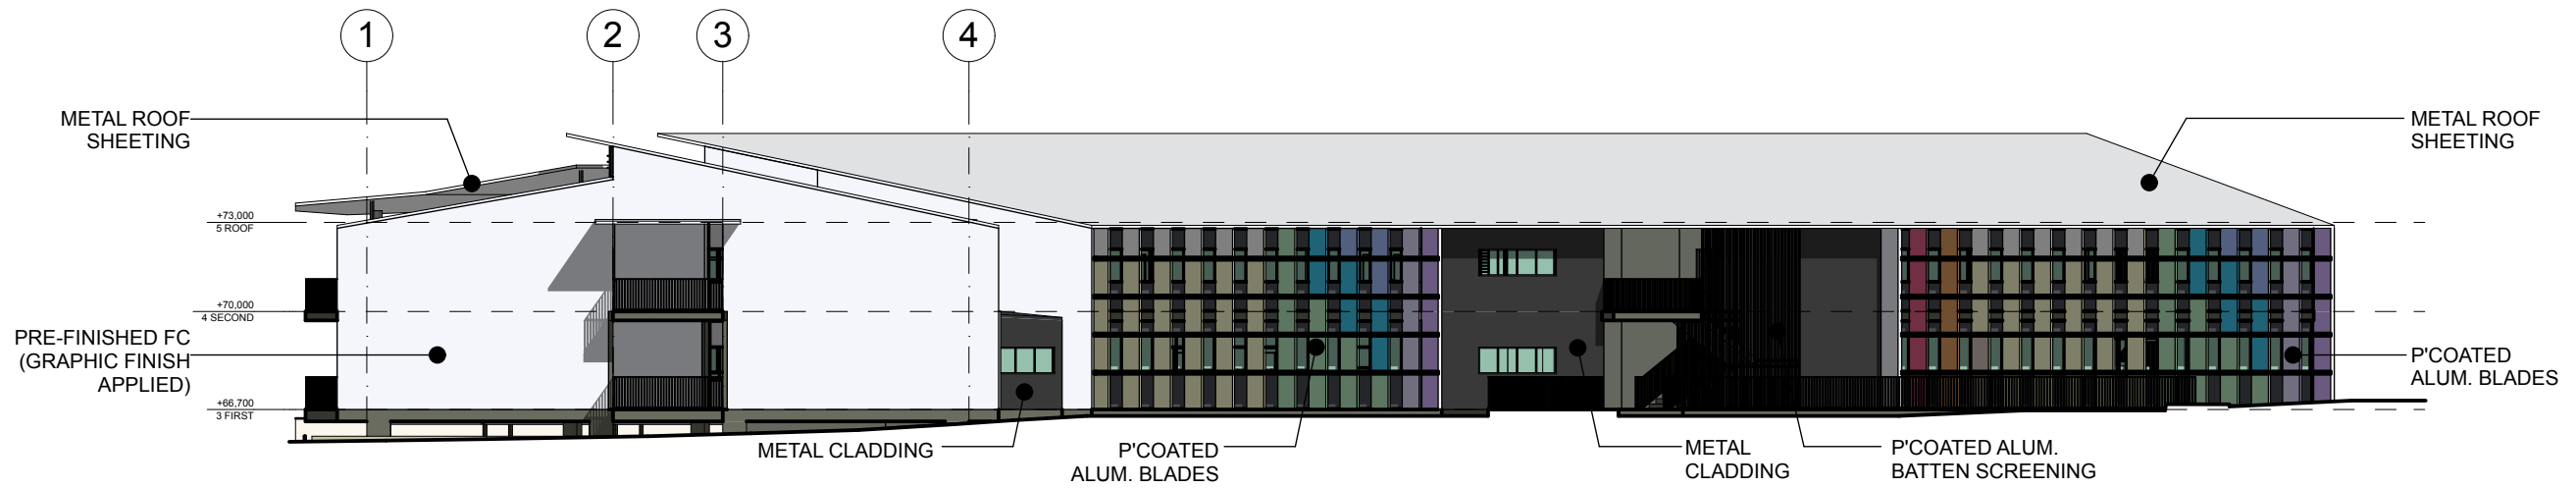 1
2
3
4
METAL ROOF
SHEETING
METAL ROOF
SHEETING
+73,000
5 ROOF
+70,000
4 SECOND
PRE-FINISHED FC
(GRAPHIC FINISH
APPLIED)
P'COATED
ALUM. BLADES
+66,700
3 FIRST
METAL CLADDING
P'COATED
ALUM. BLADES
METAL
CLADDING
P'COATED ALUM.
BATTEN SCREENING